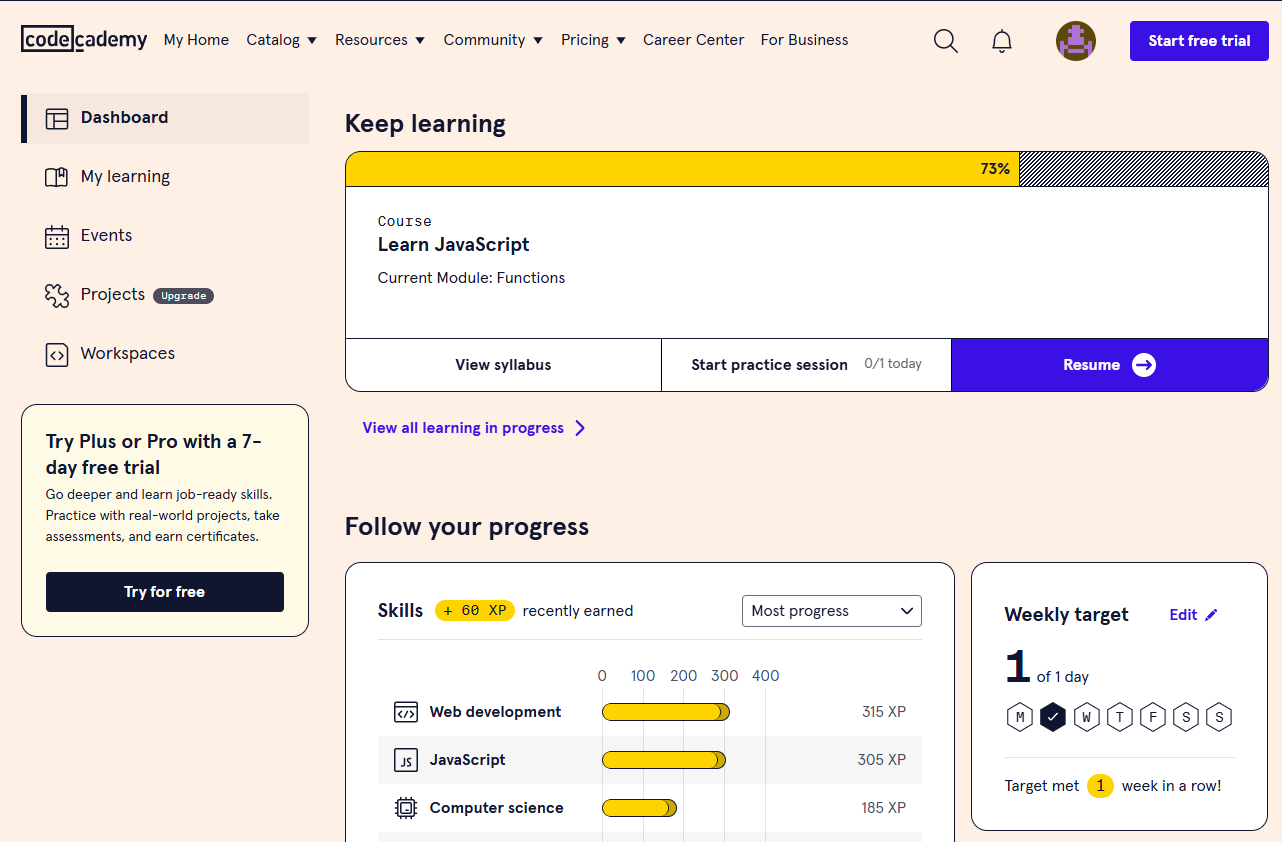 codecademy
My Home
Catalog
Resources
Community
Pricing
Career Center
For Business
Start free trial
Dashboard
My learning
Events
Projects Upgrade
Workspaces
Try Plus or Pro with a 7-
day free trial
Go deeper and learn job-ready skills.
Practice with real-world projects, take
assessments, and earn certificates.
Try for free
Keep learning
73%
Course
Learn JavaScript
Current Module: Functions
View syllabus
Start practice session 0/1 today
Resume
View all learning in progress
Follow your progress
Skills + 60 XP recently earned
Most progress
0 100 200 300 400
Web development 315 XP
JS JavaScript 305 XP
Computer science 185 XP
Weekly target Edit
1 of 1 day
M W T F S S
Target met 1 week in a row!